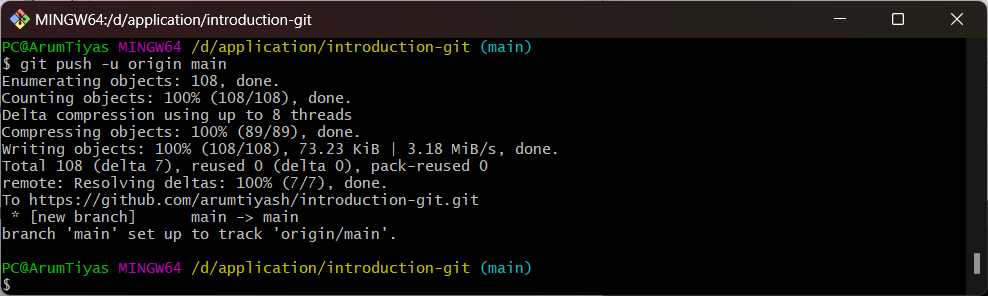 MINGW64:/d/application/introduction-git
PC@ArumTiyas MINGW64 /d/application/introduction-git (main)
$ git push -u origin main
Enumerating objects: 108, done.
Counting objects: 100% (108/108), done.
Delta compression using up to 8 threads
Compressing objects: 100% (89/89), done.
Writing objects: 100% (108/108), 73.23 KiB | 3.18 MiB/s, done.
Total 108 (delta 7), reused 0 (delta 0), pack-reused 0
remote: Resolving deltas: 100% (7/7), done.
To https://github.com/arumtiyash/introduction-git.git
 * [new branch]      main -> main
branch 'main' set up to track 'origin/main'.
PC@ArumTiyas MINGW64 /d/application/introduction-git (main)
$